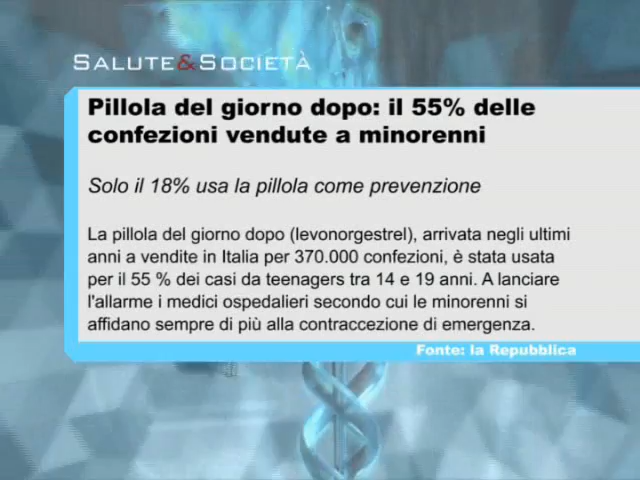 SALUTE&SOCIETÀ
Pillola del giorno dopo: il 55% delle
confezioni vendute a minorenni
Solo il 18% usa la pillola come prevenzione
La pillola del giorno dopo (levonorgestrel), arrivata negli ultimi
anni a vendite in Italia per 370.000 confezioni, è stata usata
per il 55 % dei casi da teenagers tra 14 e 19 anni. A lanciare
l'allarme i medici ospedalieri secondo cui le minorenni si
affidano sempre di più alla contraccezione di emergenza.
Fonte: la Repubblica